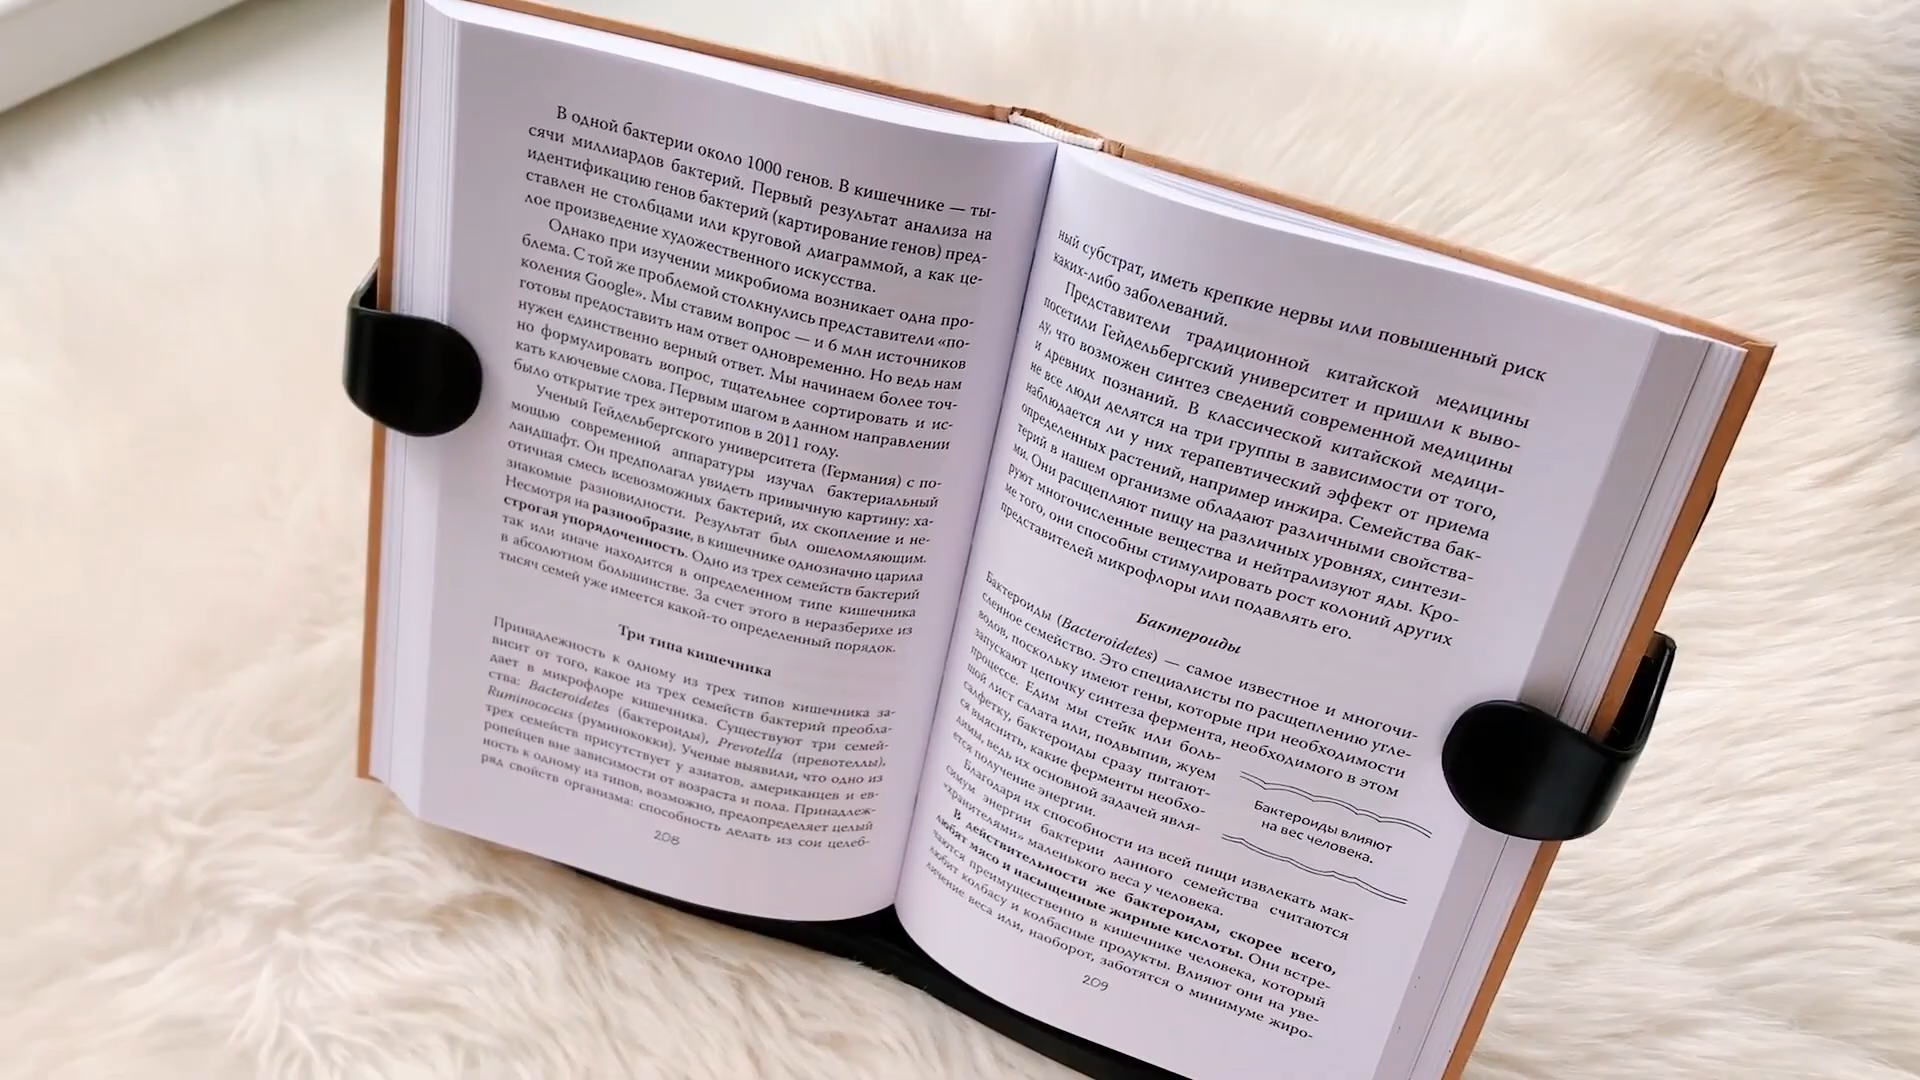 В одной бактерии около 1000 генов. В кишечнике — ты-
сячи миллиардов бактерий. Первый результат анализа на
идентификацию генов бактерий (картирование генов) пред-
ставлен не столбцами или круговой диаграммой, а как це-
лое произведение художественного искусства.
Однако при изучении микробиома возникает одна про-
блема. С той же проблемой столкнулись представители «по-
коления Google». Мы ставим вопрос — и 6 млн источников
готовы предоставить нам ответ одновременно. Но ведь нам
нужен единственно верный ответ. Мы начинаем более точ-
но формулировать вопрос, тщательнее сортировать и ис-
кать ключевые слова. Первым шагом в данном направлении
было открытие трех энтеротипов в 2011 году.
Ученый Гейдельбергского университета (Германия) с по-
мощью современной аппаратуры изучал бактериальный
ландшафт. Он предполагал увидеть привычную картину: ха-
отичная смесь всевозможных бактерий, их скопление и не-
знакомые разновидности. Результат был ошеломляющим.
Несмотря на разнообразие, в кишечнике однозначно царила
строгая упорядоченность. Одно из трех семейств бактерий
так или иначе находится в определенном типе кишечника
в абсолютном большинстве. За счет этого в неразберихе из
тысяч семей уже имеется какой-то определенный порядок.
Три типа кишечника
Принадлежность к одному из трех типов кишечника за-
висит от того, какое из трех семейств бактерий преобла-
дает в микрофлоре кишечника. Существуют три семей-
ства: Bacteroidetes (бактероиды), Prevotella (превотеллы),
Ruminococcus (руминококки). Ученые выявили, что одно из
трех семейств присутствует у азиатов, американцев и ев-
ропейцев вне зависимости от возраста и пола. Принадлеж-
ность к одному из типов, возможно, предопределяет целый
ряд свойств организма: способность делать из сои целеб-
208
ный субстрат, иметь крепкие нервы или повышенный риск
каких-либо заболеваний.
Представители традиционной китайской медицины
посетили Гейдельбергский университет и пришли к выво-
ду, что возможен синтез сведений современной медицины
и древних познаний. В классической китайской медици-
не все люди делятся на три группы в зависимости от того,
наблюдается ли у них терапевтический эффект от приема
определенных растений, например инжира. Семейства бак-
терий в нашем организме обладают различными свойства-
ми. Они расщепляют пищу на различных уровнях, синтези-
руют многочисленные вещества и нейтрализуют яды. Кро-
ме того, они способны стимулировать рост колоний других
представителей микрофлоры или подавлять его.
Бактероиды
Бактероиды (Bacteroidetes) — самое известное и многочи-
сленное семейство. Это специалисты по расщеплению угле-
водов, поскольку имеют гены, которые при необходимости
запускают цепочку синтеза фермента, необходимого в этом
процессе. Едим мы стейк или боль-
шой лист салата или, подвыпив, жуем
салфетку, бактероиды сразу пытают-
ся выяснить, какие ферменты необхо-
димы, ведь их основной задачей явля-
ется получение энергии.
Бактероиды влияют
на вес человека.
Благодаря их способности из всей пищи извлекать мак-
симум энергии бактерии данного семейства считаются
«хранителями» маленького веса у человека.
В действительности же бактероиды, скорее всего,
любят мясо и насыщенные жирные кислоты. Они встре-
чаются преимущественно в кишечнике человека, который
любит колбасу и колбасные продукты. Влияют они на уве-
личение веса или, наоборот, заботятся о минимуме жиро-
209